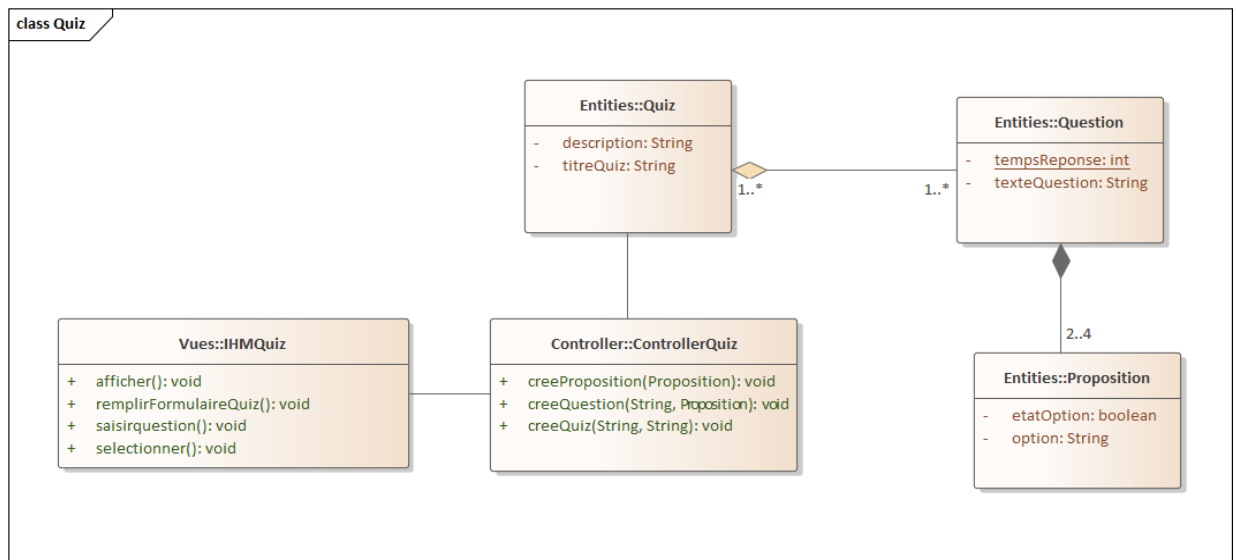 class Quiz
Entities::Quiz
- description: String
- titreQuiz: String
1..*
1..*
Entities::Question
- tempsReponse: int
- texteQuestion: String
2..4
Vues::IHMQuiz
+ afficher(): void
+ remplirFormulaireQuiz(): void
+ saisirquestion(): void
+ selectionner(): void
Controller::ControllerQuiz
+ creeProposition(Proposition): void
+ creeQuestion(String, Proposition): void
+ creeQuiz(String, String): void
Entities::Proposition
- etatOption: boolean
- option: String